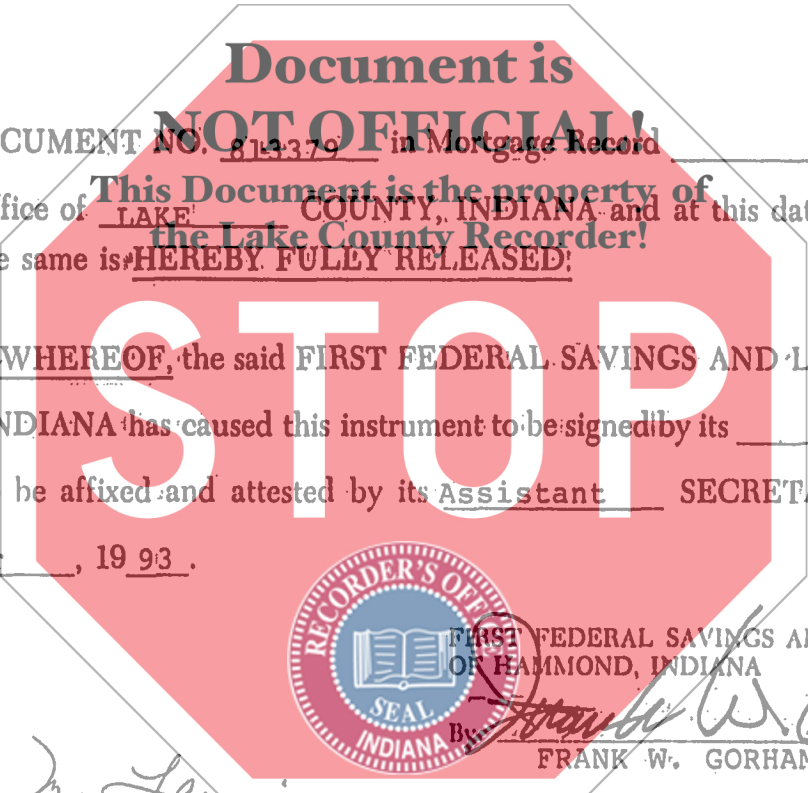 Document is
NOT OFFICIAL!
CUMENT NO. 813379 in Mortgage Record
This Document is the property of
fice of LAKE COUNTY, INDIANA and at this dat
the Lake County Recorder!
e same is HEREBY FULLY RELEASED.
STOP
WHEREOF, the said FIRST FEDERAL SAVINGS AND L
NDIANA has caused this instrument to be signed by its
be affixed and attested by its Assistant SECRETA
, 1993.
RECORDER'S OFFICE
SEAL
INDIANA
FIRST FEDERAL SAVINGS A
OF HAMMOND, INDIANA
By
FRANK W. GORHAM